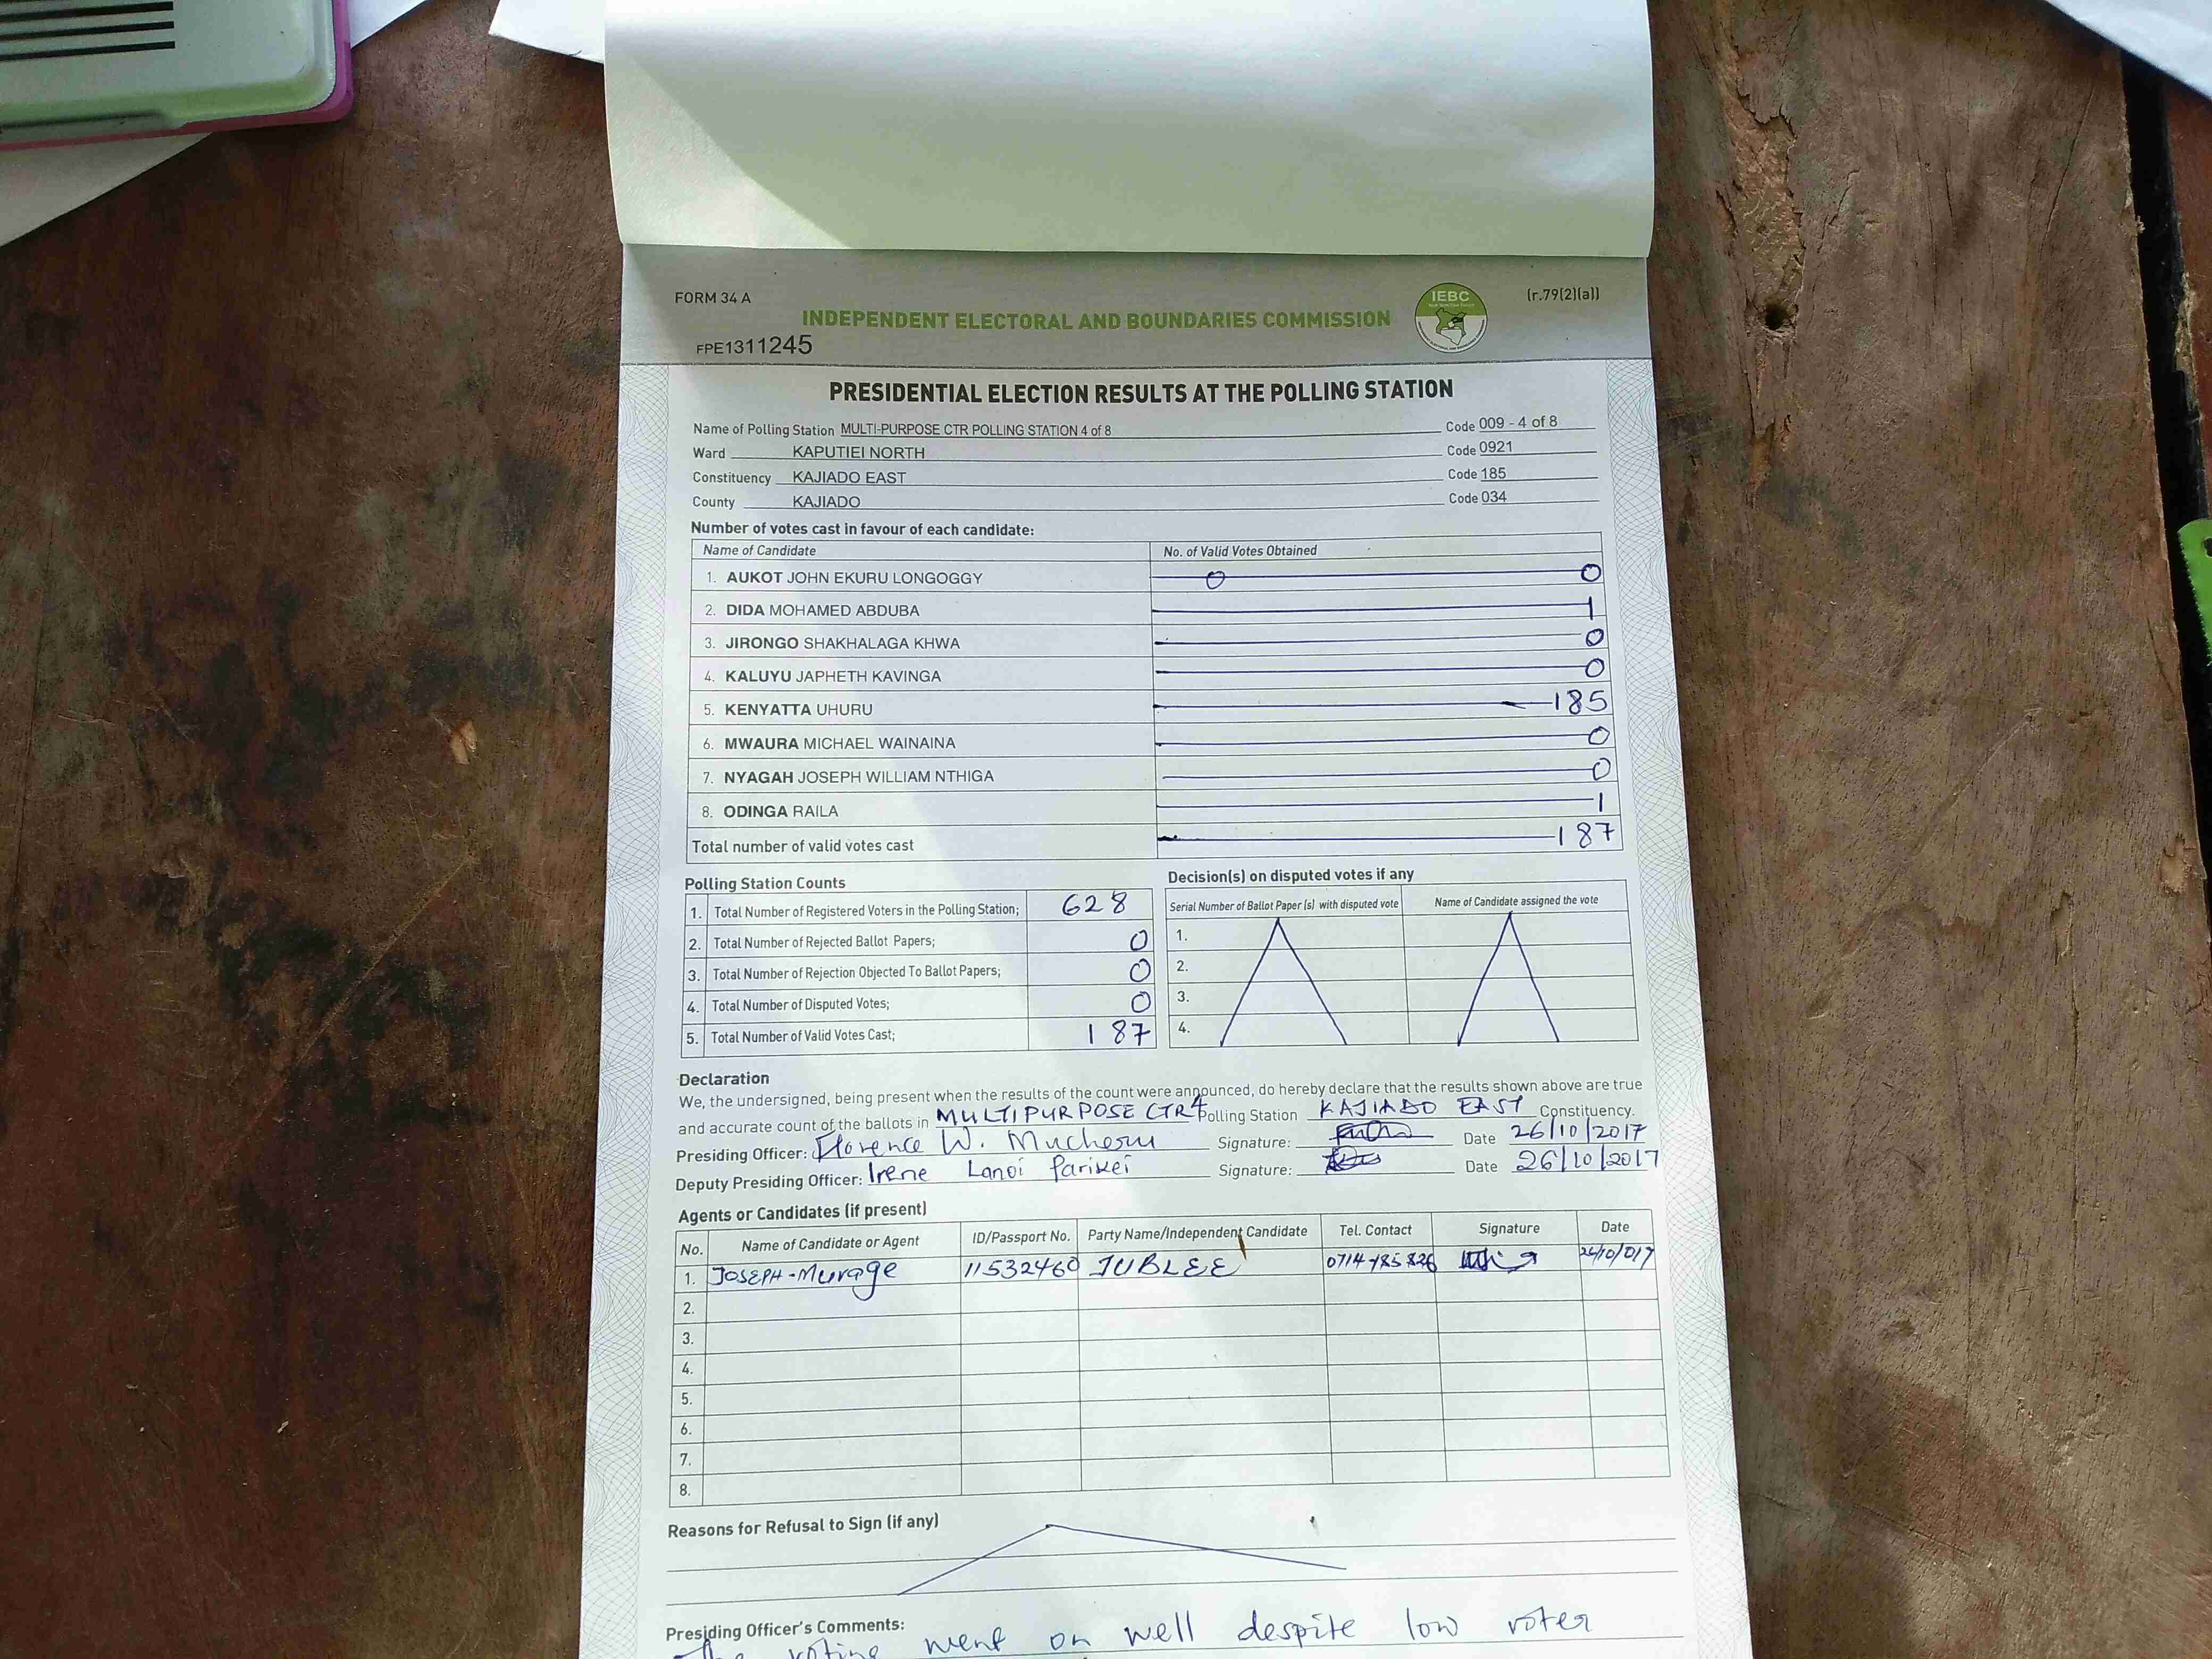 FORM 34 A
IEBC
(r.79(2)(a))
INDEPENDENT ELECTORAL AND BOUNDARIES COMMISSION
FPE1311245
PRESIDENTIAL ELECTION RESULTS AT THE POLLING STATION
Name of Polling Station MULTI-PURPOSE CTR POLLING STATION 4 of 8 Code 009 - 4 of 8
Ward KAPUTIEI NORTH Code 0921
Constituency KAJIADO EAST Code 185
County KAJIADO Code 034
Number of votes cast in favour of each candidate:
Name of Candidate No. of Valid Votes Obtained
1. AUKOT JOHN EKURU LONGOGGY 0 0
2. DIDA MOHAMED ABDUBA 1
3. JIRONGO SHAKHALAGA KHWA 0
4. KALUYU JAPHETH KAVINGA 0
5. KENYATTA UHURU 185
6. MWAURA MICHAEL WAINAINA 0
7. NYAGAH JOSEPH WILLIAM NTHIGA 0
8. ODINGA RAILA 1
Total number of valid votes cast 187
Polling Station Counts
1. Total Number of Registered Voters in the Polling Station; 628
2. Total Number of Rejected Ballot Papers; 0
3. Total Number of Rejection Objected To Ballot Papers; 0
4. Total Number of Disputed Votes; 0
5. Total Number of Valid Votes Cast; 187
Decision(s) on disputed votes if any
Serial Number of Ballot Paper (s) with disputed vote Name of Candidate assigned the vote
1.
2.
3.
4.
Declaration
We, the undersigned, being present when the results of the count were announced, do hereby declare that the results shown above are true
and accurate count of the ballots in MULTIPURPOSE CTR 4 Polling Station KAJIADO EAST Constituency.
Presiding Officer: Florence W. Mucheru Signature: Date 26/10/2017
Deputy Presiding Officer: Irene Lanoi Parikei Signature: Date 26/10/2017
Agents or Candidates (if present)
No. Name of Candidate or Agent ID/Passport No. Party Name/Independent Candidate Tel. Contact Signature Date
1. JOSEPH-Murage 11532460 JUBLEE 0714785826 26/10/017
2.
3.
4.
5.
6.
7.
8.
Reasons for Refusal to Sign (if any)
Presiding Officer's Comments:
The voting went on well despite low voter